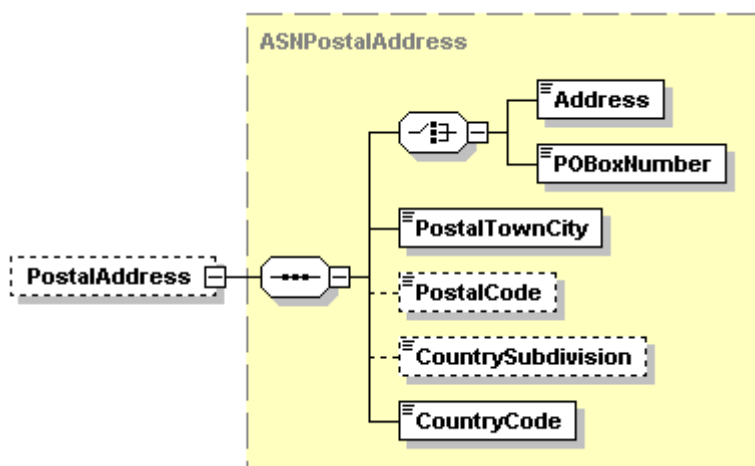 ASNPostalAddress
Address
POBoxNumber
PostalTownCity
PostalAddress
PostalCode
CountrySubdivision
CountryCode